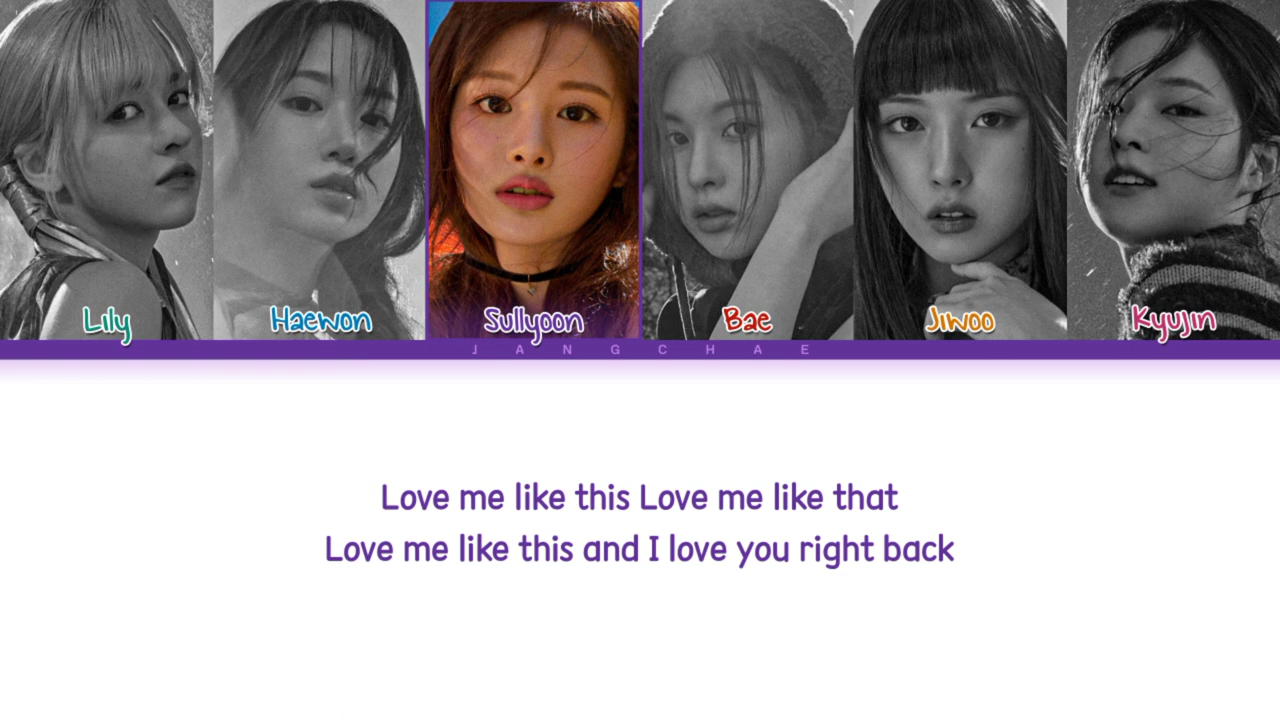 Lily
Haewon
Sullyoon
Bae
Jiwoo
Kyujin
JANGCHAE
Love me like this Love me like that
Love me like this and I love you right back